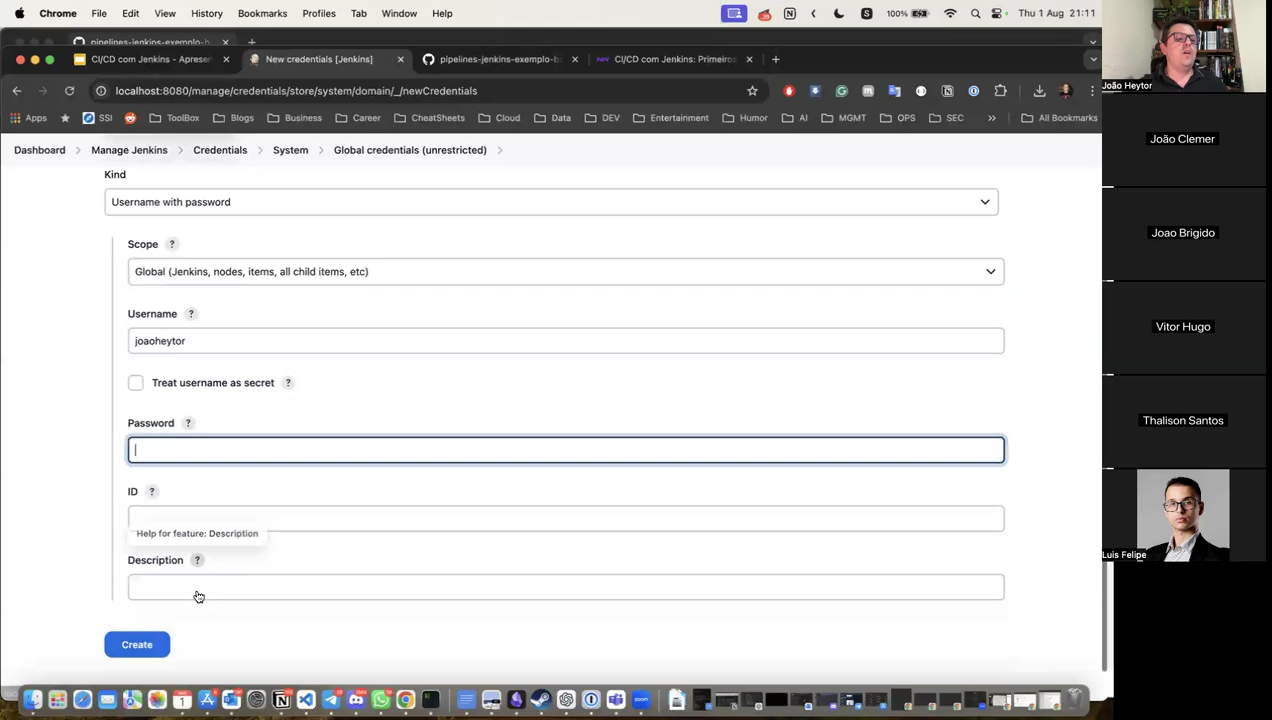 Chrome File Edit View History Bookmarks Profiles Tab Window Help
100% Thu 1 Aug 21:11
pipelines-jenkins-exemplo-b
CI/CD com Jenkins - Apresen
New credentials [Jenkins]
pipelines-jenkins-exemplo-ba
CI/CD com Jenkins: Primeiros
localhost:8080/manage/credentials/store/system/domain/_/newCredentials
Apps SSI ToolBox Blogs Business Career CheatSheets Cloud Data DEV Entertainment Humor AI MGMT OPS SEC » All Bookmarks
Dashboard Manage Jenkins Credentials System Global credentials (unrestricted)
Kind
Username with password
Scope ?
Global (Jenkins, nodes, items, all child items, etc)
Username ?
joaoheytor
Treat username as secret ?
Password ?
ID ?
Help for feature: Description
Description ?
Create
João Heytor
João Clemer
Joao Brigido
Vitor Hugo
Thalison Santos
Luis Felipe